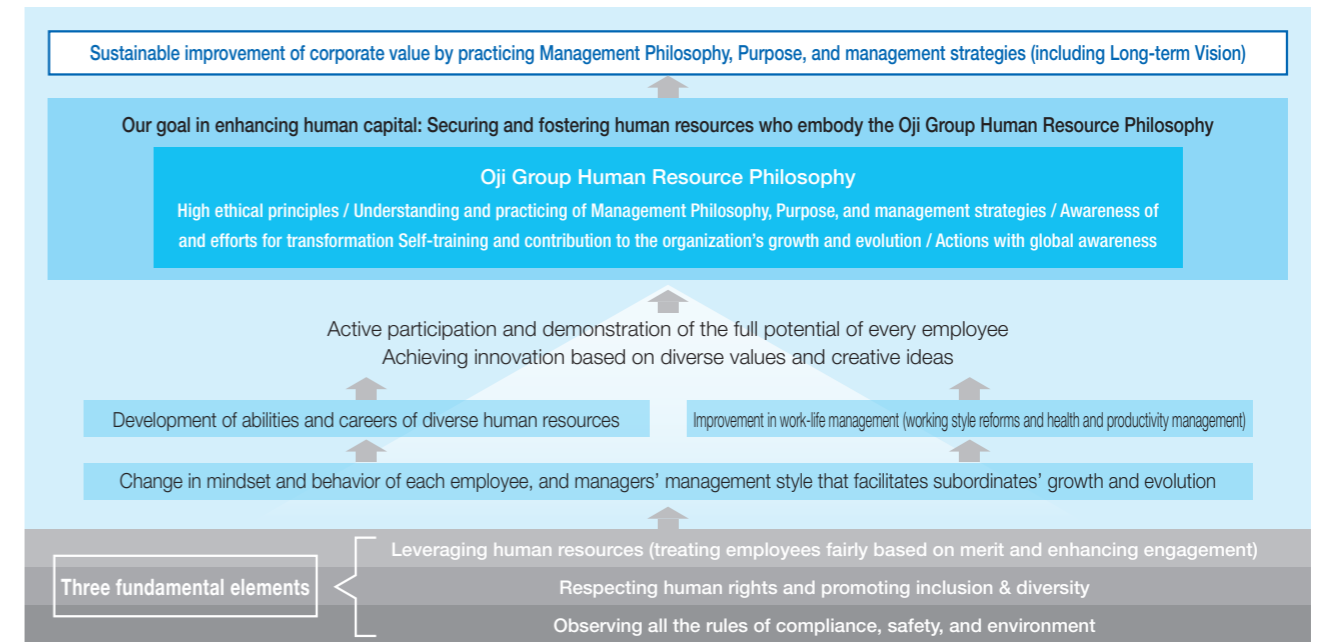 Sustainable improvement of corporate value by practicing Management Philosophy, Purpose, and management strategies (including Long-term Vision)
Our goal in enhancing human capital: Securing and fostering human resources who embody the Oji Group Human Resource Philosophy
Oji Group Human Resource Philosophy
High ethical principles / Understanding and practicing of Management Philosophy, Purpose, and management strategies / Awareness of
and efforts for transformation Self-training and contribution to the organization’s growth and evolution / Actions with global awareness
Active participation and demonstration of the full potential of every employee
Achieving innovation based on diverse values and creative ideas
Development of abilities and careers of diverse human resources
Improvement in work-life management (working style reforms and health and productivity management)
Change in mindset and behavior of each employee, and managers’ management style that facilitates subordinates’ growth and evolution
Three fundamental elements
Leveraging human resources (treating employees fairly based on merit and enhancing engagement)
Respecting human rights and promoting inclusion & diversity
Observing all the rules of compliance, safety, and environment